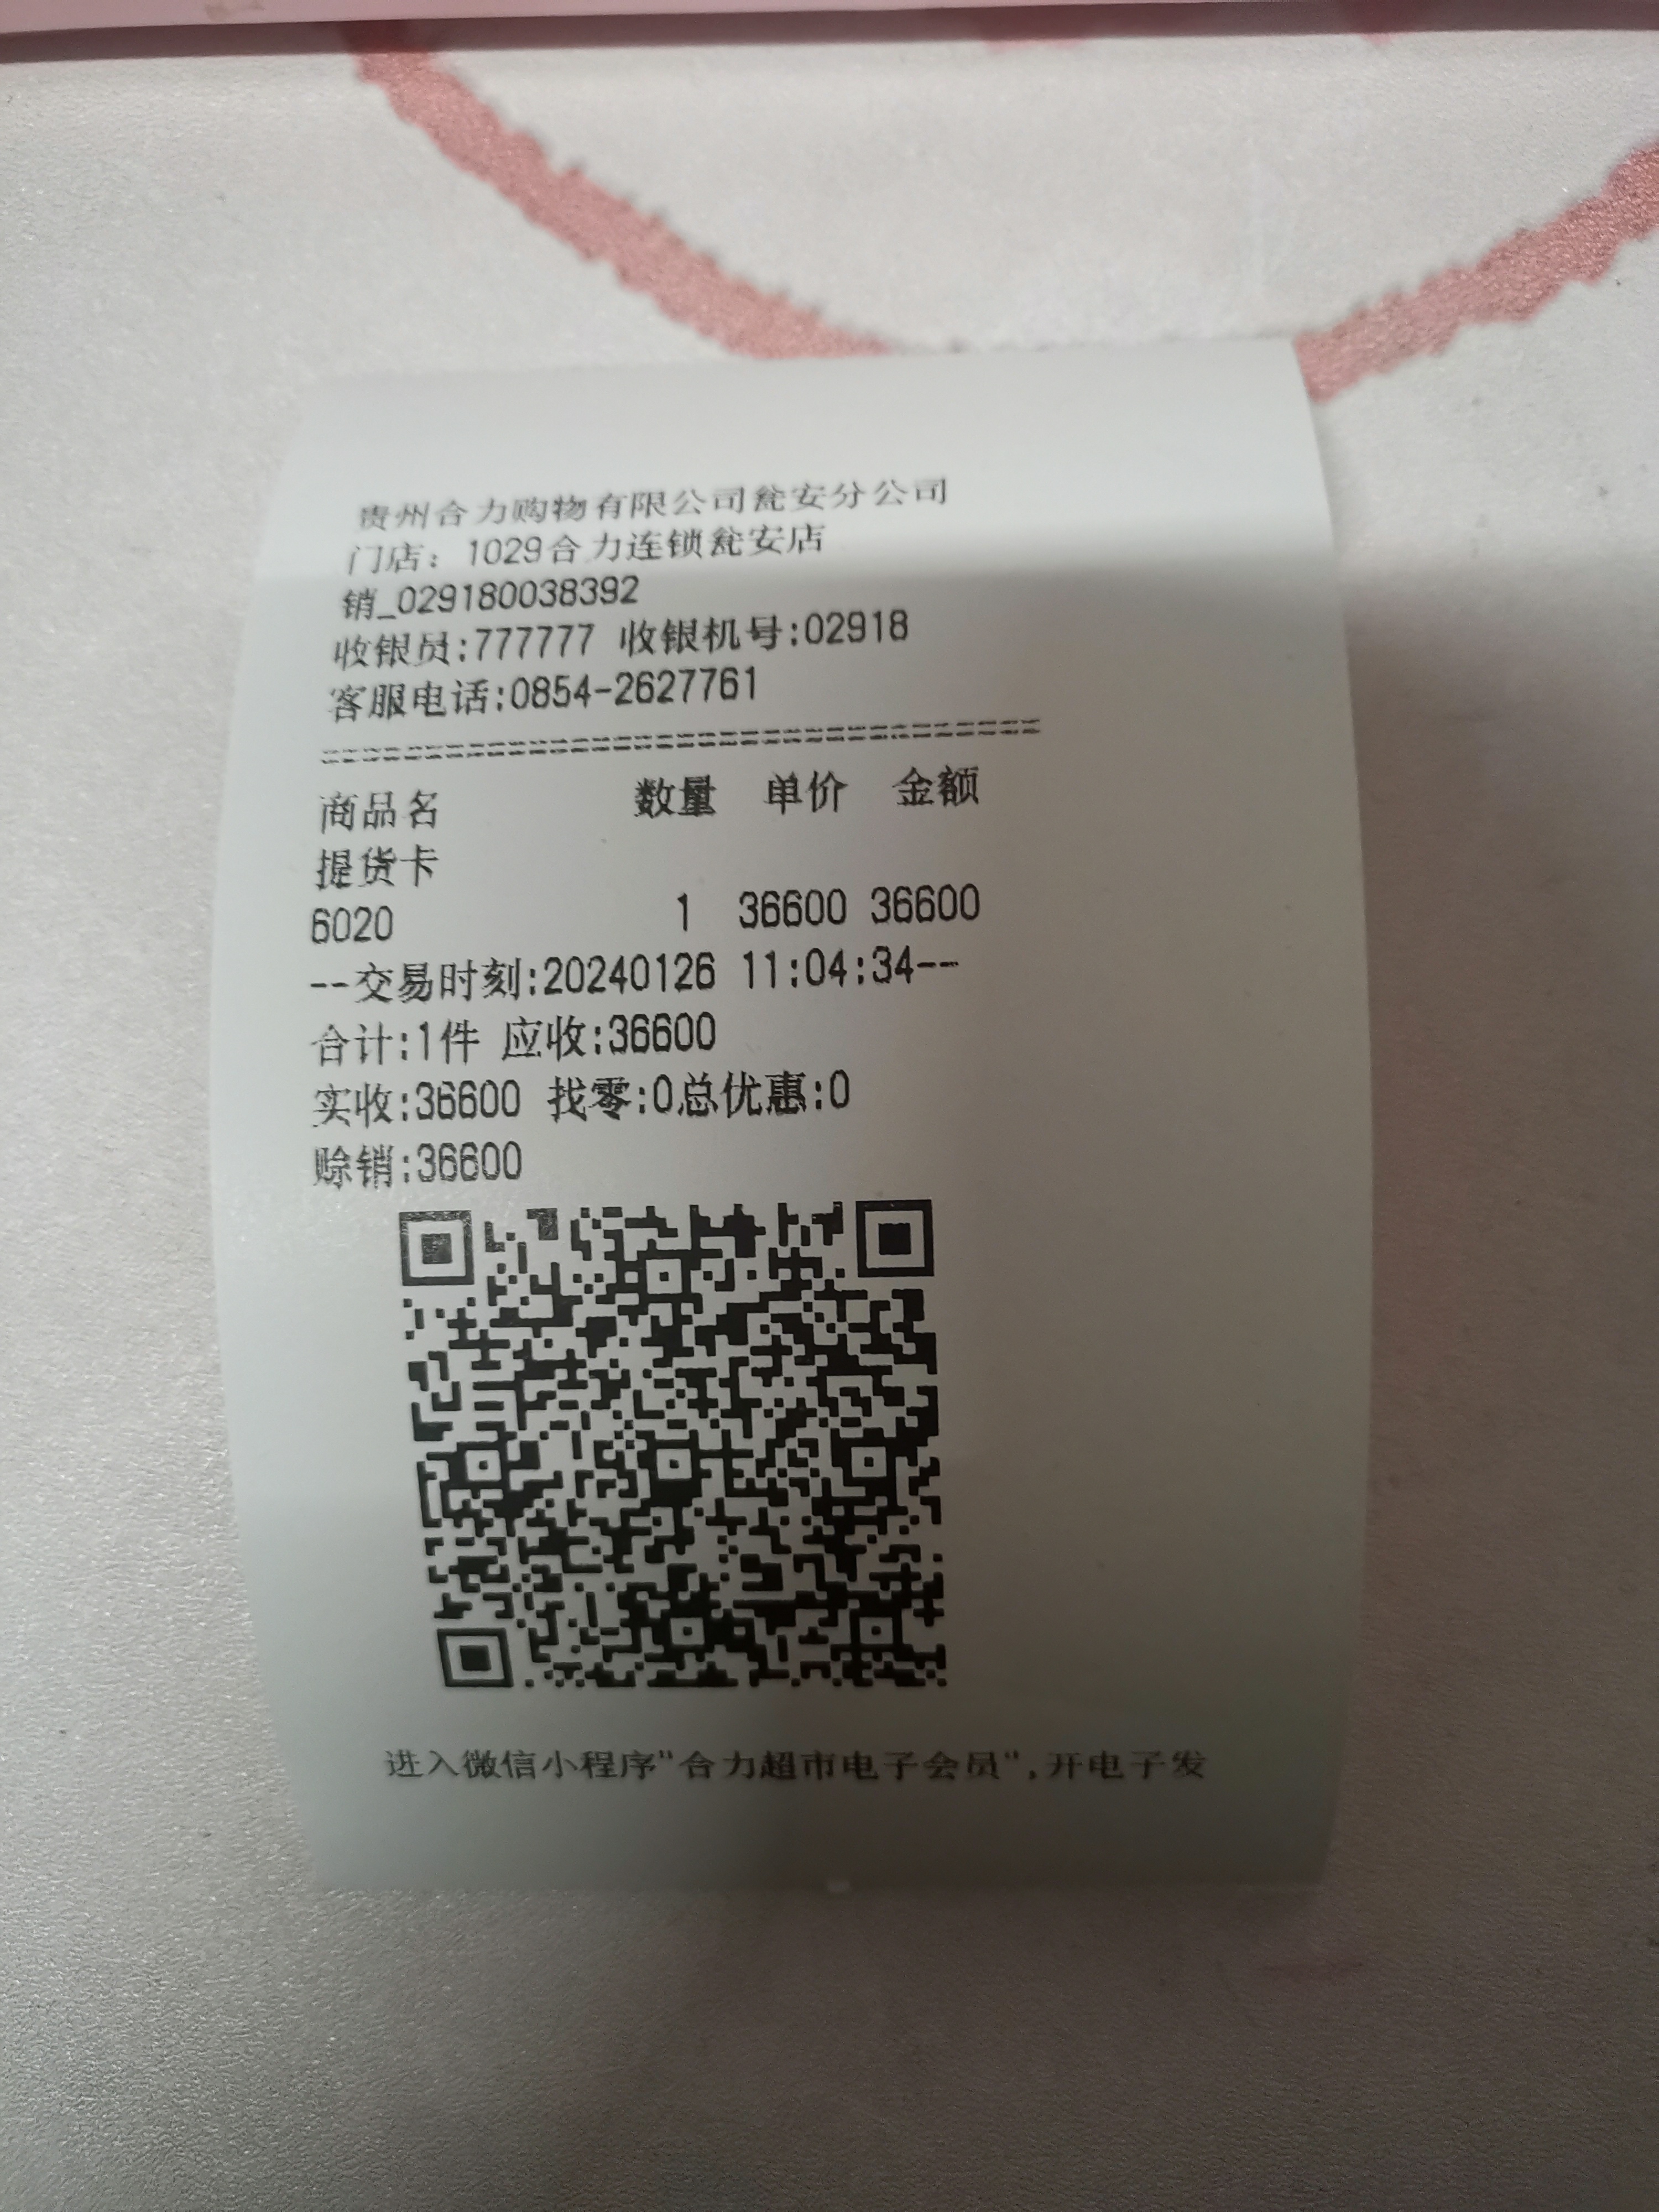 贵州合力购物有限公司瓮安分公司
门店：1029合力连锁瓮安店
销_029180038392
收银员:777777 收银机号:02918
客服电话:0854-2627761
==================================
商品名 数量 单价 金额
提货卡
6020 1 36600 36600
--交易时刻:20240126 11:04:34--
合计:1件 应收:36600
实收:36600 找零:0总优惠:0
赊销:36600
进入微信小程序"合力超市电子会员",开电子发